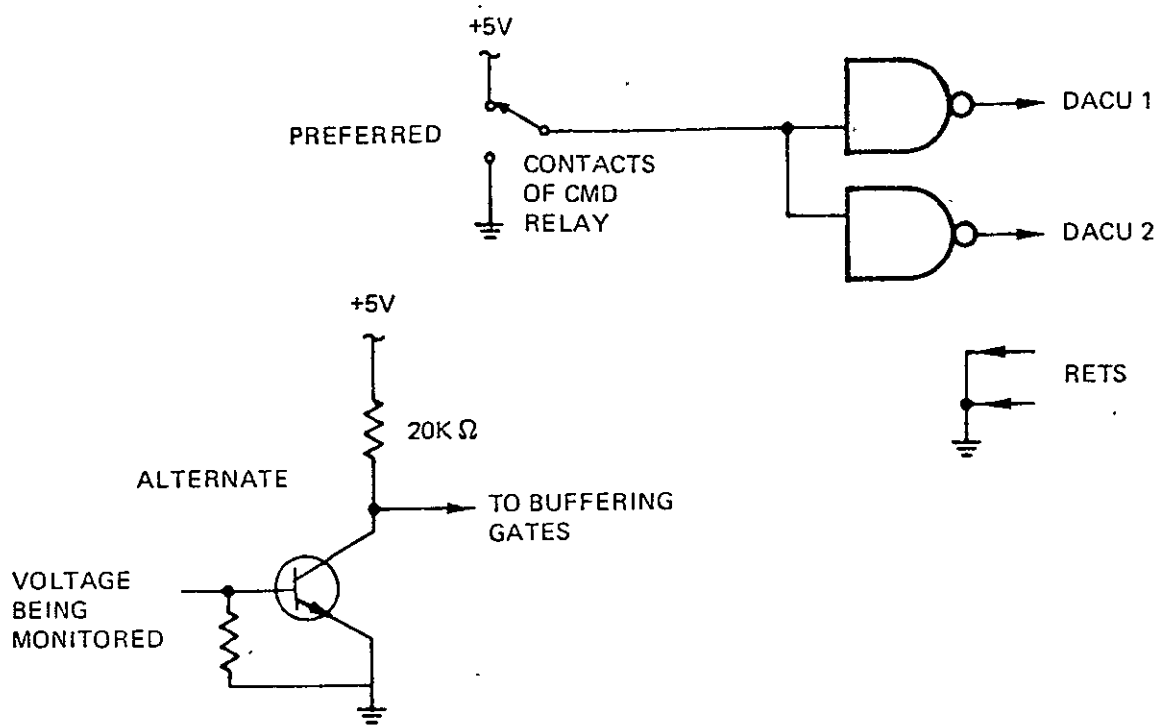 +5V
PREFERRED
CONTACTS
OF CMD
RELAY
DACU 1
DACU 2
RETS
+5V
20K Ω
ALTERNATE
TO BUFFERING
GATES
VOLTAGE
BEING
MONITORED